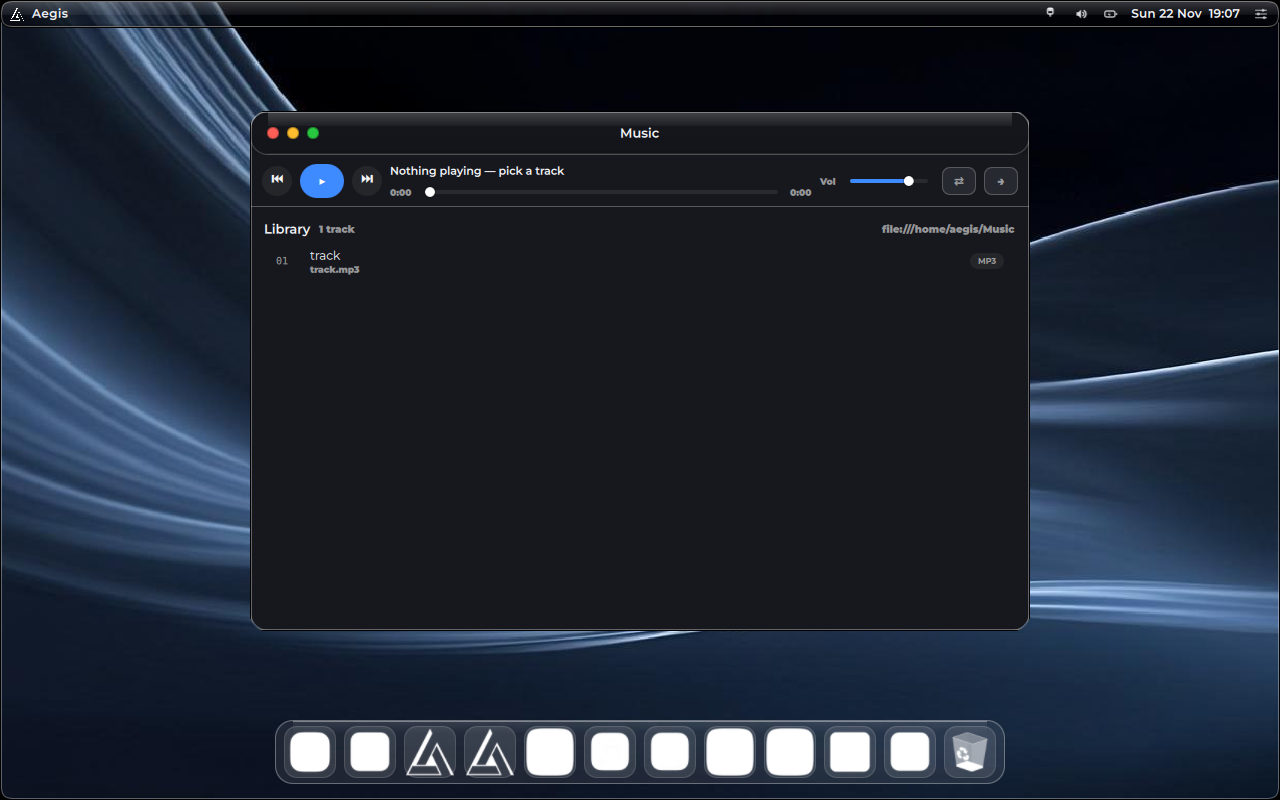 Aegis
Sun 22 Nov 19:07
Music
Nothing playing — pick a track
0:00
0:00
Vol
Library 1 track
file:///home/aegis/Music
01
track
track.mp3
MP3